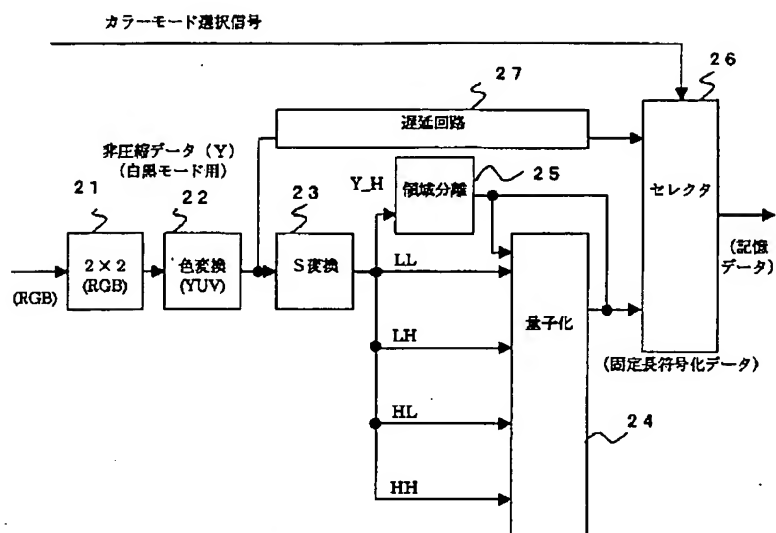 カラーモード選択信号
26
27
遅延回路
非圧縮データ (Y)
(白黒モード用)
Y_H
領域分離
25
セレクタ
21
22
23
2×2
(RGB)
色変換
(YUV)
S変換
(RGB)
LL
量子化
(記憶
データ)
LH
(固定長符号化データ)
HL
24
HH